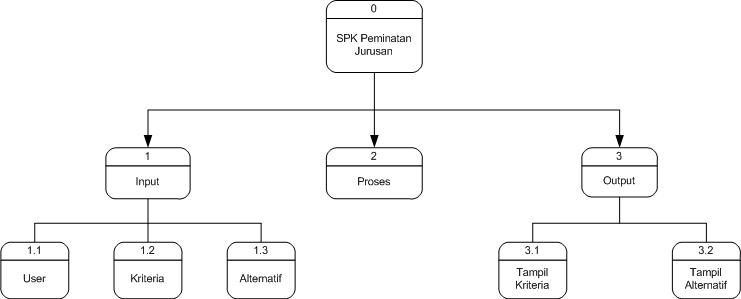 0
SPK Peminatan
Jurusan
1
Input
2
Proses
3
Output
1.1
User
1.2
Kriteria
1.3
Alternatif
3.1
Tampil
Kriteria
3.2
Tampil
Alternatif